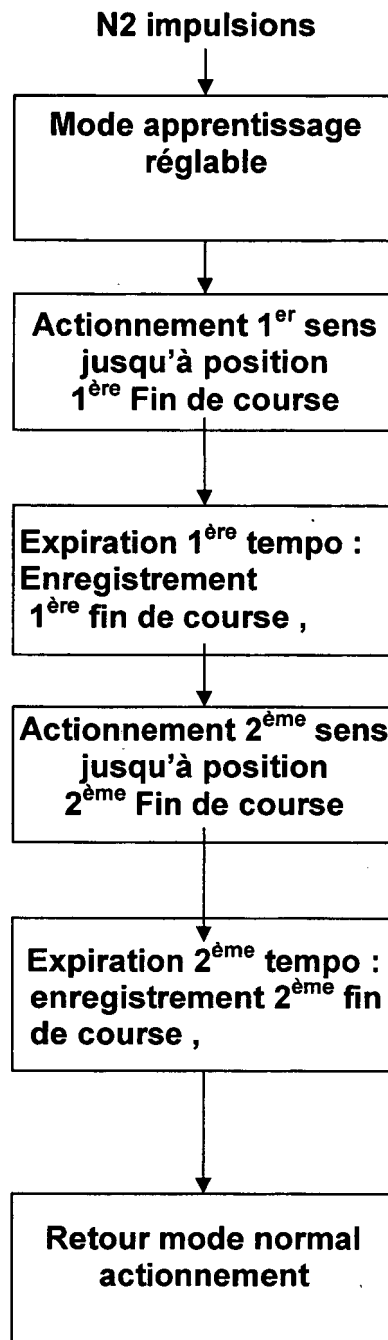 N2 impulsions
Mode apprentissage
réglable
Actionnement 1er sens
jusqu'à position
1ère Fin de course
Expiration 1ère tempo :
Enregistrement
1ère fin de course ,
Actionnement 2ème sens
jusqu'à position
2ème Fin de course
Expiration 2ème tempo :
enregistrement 2ème fin
de course ,
Retour mode normal
actionnement